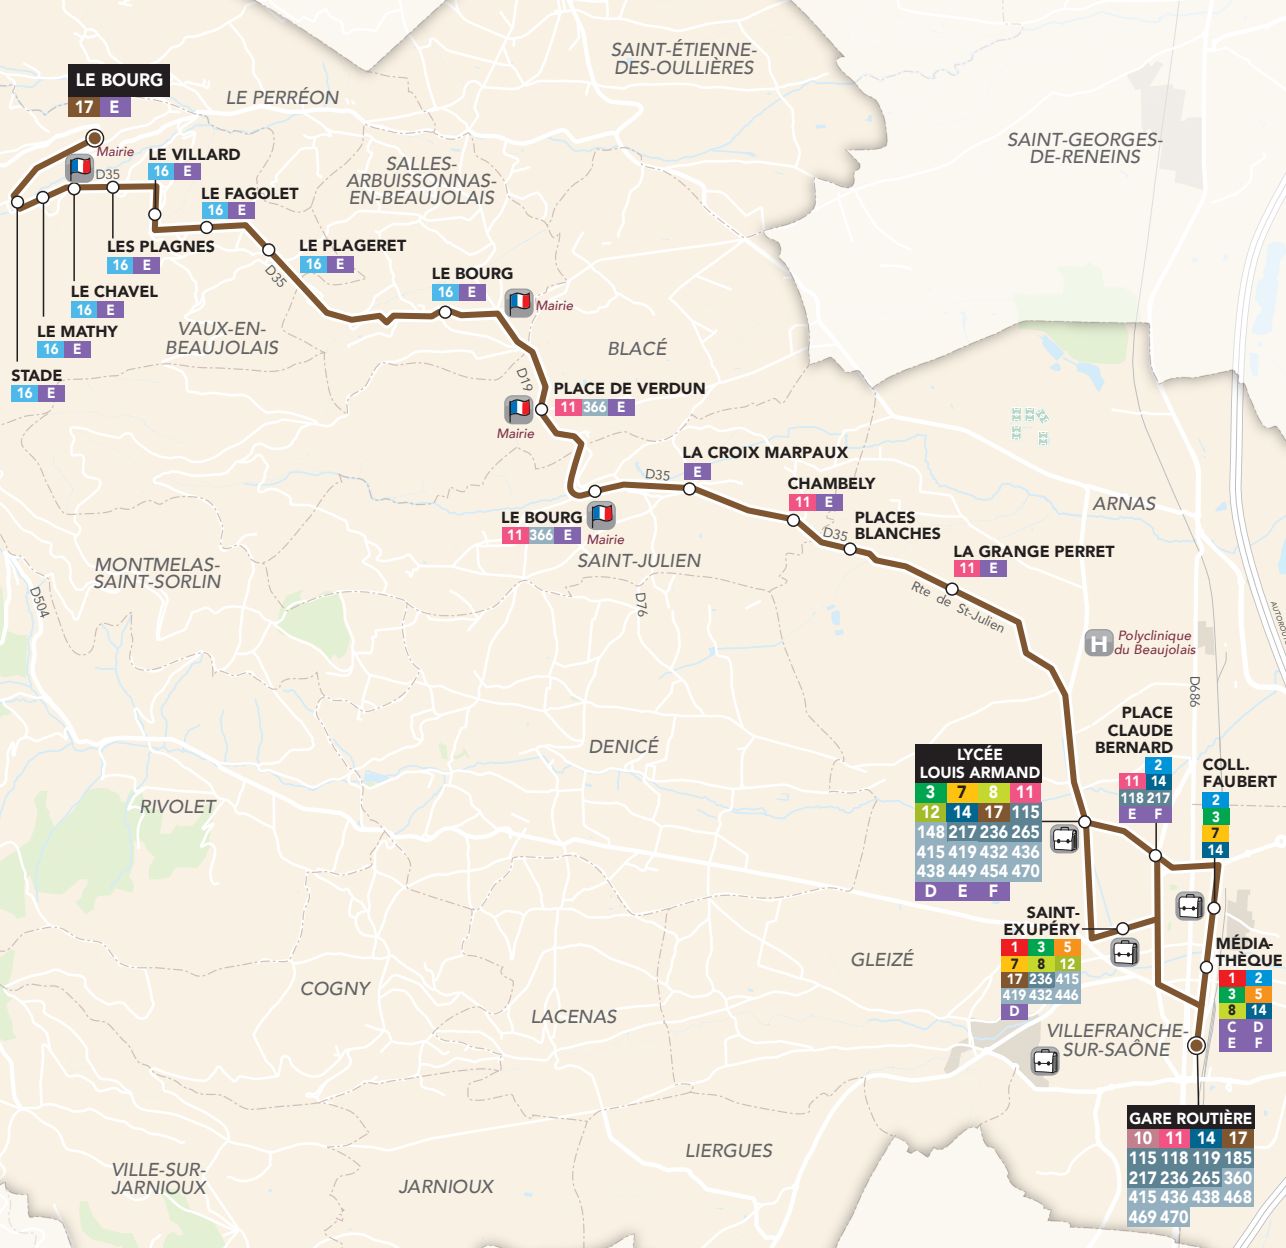 SAINT-ÉTIENNE-
DES-OULLIÈRES
LE BOURG
17 E
LE PERRÉON
SAINT-GEORGES-
DE-RENEINS
Mairie
D35
LE VILLARD
16 E
SALLES-
ARBUISSONNAS-
EN-BEAUJOLAIS
LE FAGOLET
16 E
LES PLAGNES
16 E
LE PLAGERET
16 E
D35
LE BOURG
16 E
Mairie
LE CHAVEL
16 E
LE MATHY
16 E
VAUX-EN-
BEAUJOLAIS
BLACÉ
STADE
16 E
D19
PLACE DE VERDUN
11 366 E
Mairie
LA CROIX MARPAUX
E
D35
CHAMBELY
11 E
ARNAS
LE BOURG
11 366 E
Mairie
PLACES
BLANCHES
D35
LA GRANGE PERRET
11 E
SAINT-JULIEN
MONTMELAS-
SAINT-SORLIN
D504
D76
Rte de St-Julien
AUTOROUTE
H
Polyclinique
du Beaujolais
D686
DENICÉ
PLACE
CLAUDE
BERNARD
2
11 14
118 217
E F
LYCÉE
LOUIS ARMAND
3 7 8 11
12 14 17 115
148 217 236 265
415 419 432 436
438 449 454 470
D E F
COLL.
FAUBERT
2
3
7
14
RIVOLET
SAINT-
EXUPÉRY
1 3 5
7 8 12
17 236 415
419 432 446
D
MÉDIA-
THÈQUE
1 2
3 5
8 14
C D
E F
GLEIZÉ
COGNY
LACENAS
VILLEFRANCHE-
SUR-SAÔNE
GARE ROUTIÈRE
10 11 14 17
115 118 119 185
217 236 265 360
415 436 438 468
469 470
LIERGUES
VILLE-SUR-
JARNIOUX
JARNIOUX